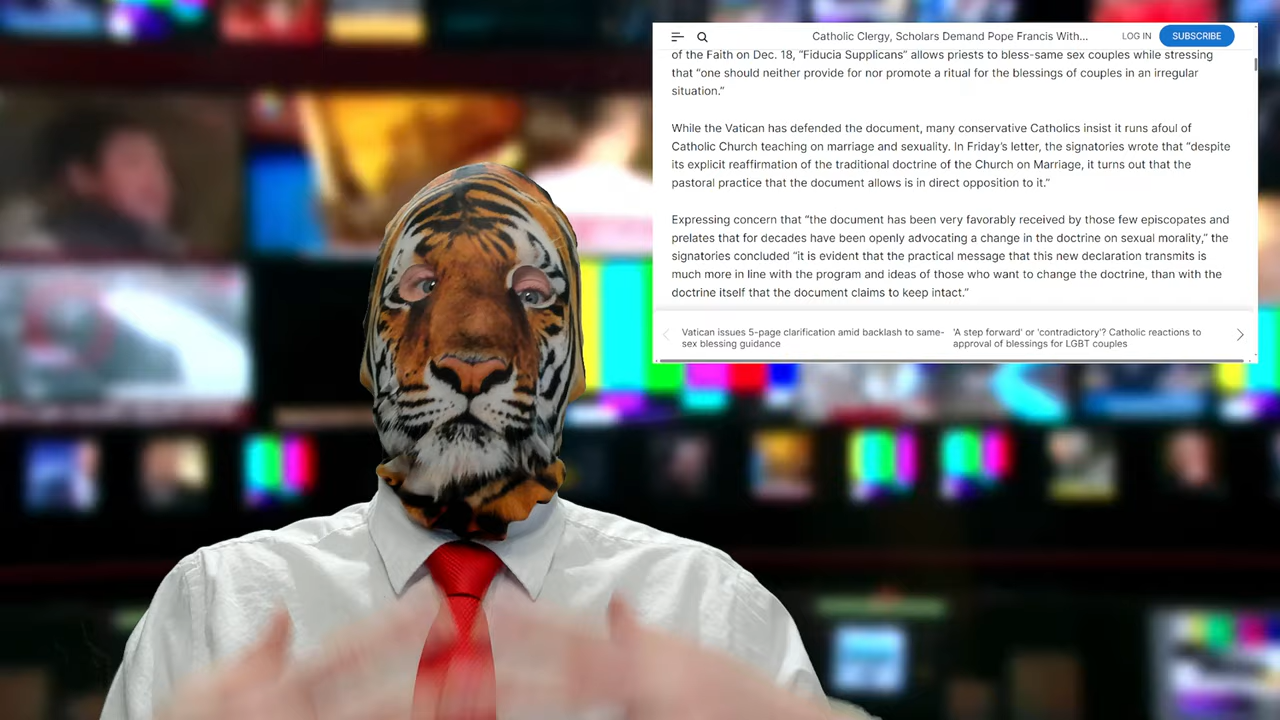 Catholic Clergy, Scholars Demand Pope Francis With...
LOG IN
SUBSCRIBE
of the Faith on Dec. 18, “Fiducia Supplicans” allows priests to bless-same sex couples while stressing
that “one should neither provide for nor promote a ritual for the blessings of couples in an irregular
situation.”
While the Vatican has defended the document, many conservative Catholics insist it runs afoul of
Catholic Church teaching on marriage and sexuality. In Friday’s letter, the signatories wrote that “despite
its explicit reaffirmation of the traditional doctrine of the Church on Marriage, it turns out that the
pastoral practice that the document allows is in direct opposition to it.”
Expressing concern that “the document has been very favorably received by those few episcopates and
prelates that for decades have been openly advocating a change in the doctrine on sexual morality,” the
signatories concluded “it is evident that the practical message that this new declaration transmits is
much more in line with the program and ideas of those who want to change the doctrine, than with the
doctrine itself that the document claims to keep intact.”
Vatican issues 5-page clarification amid backlash to same-
sex blessing guidance
'A step forward' or 'contradictory'? Catholic reactions to
approval of blessings for LGBT couples